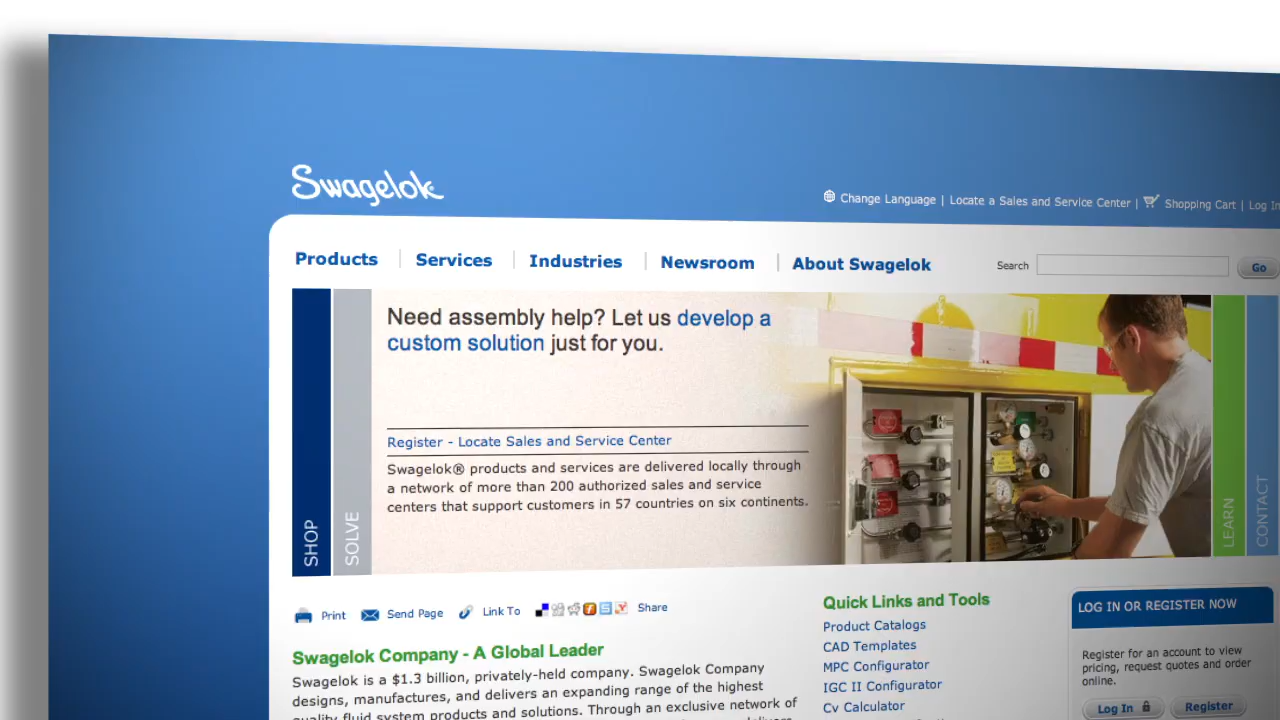 Swagelok
Change Language | Locate a Sales and Service Center | Shopping Cart | Log In
Products
Services
Industries
Newsroom
About Swagelok
Search
Go
Need assembly help? Let us develop a
custom solution just for you.
Register - Locate Sales and Service Center
Swagelok® products and services are delivered locally through
a network of more than 200 authorized sales and service
centers that support customers in 57 countries on six continents.
SHOP
SOLVE
LEARN
CONTACT
Print
Send Page
Link To
Share
Swagelok Company - A Global Leader
Swagelok is a $1.3 billion, privately-held company. Swagelok Company
designs, manufactures, and delivers an expanding range of the highest
quality fluid system products and solutions. Through an exclusive network of
Quick Links and Tools
Product Catalogs
CAD Templates
MPC Configurator
IGC II Configurator
Cv Calculator
LOG IN OR REGISTER NOW
Register for an account to view
pricing, request quotes and order
online.
Log In
Register